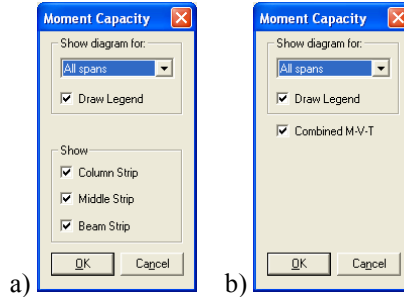 Moment Capacity
Show diagram for:
All spans
Draw Legend
Show
Column Strip
Middle Strip
Beam Strip
OK Cancel
a)
Moment Capacity
Show diagram for:
All spans
Draw Legend
Combined M-V-T
OK Cancel
b)